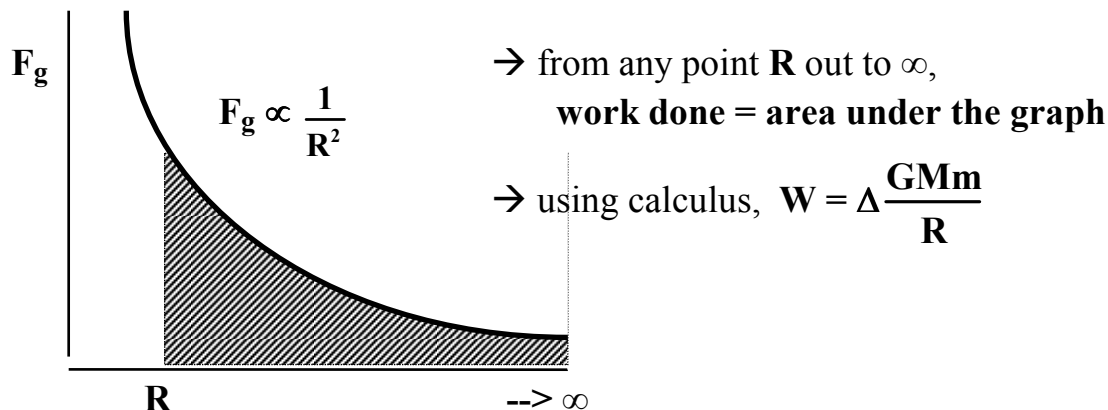 F_g
F_g ∝ 1/R²
→ from any point R out to ∞,
work done = area under the graph
→ using calculus, W = Δ GMm/R
R
--> ∞